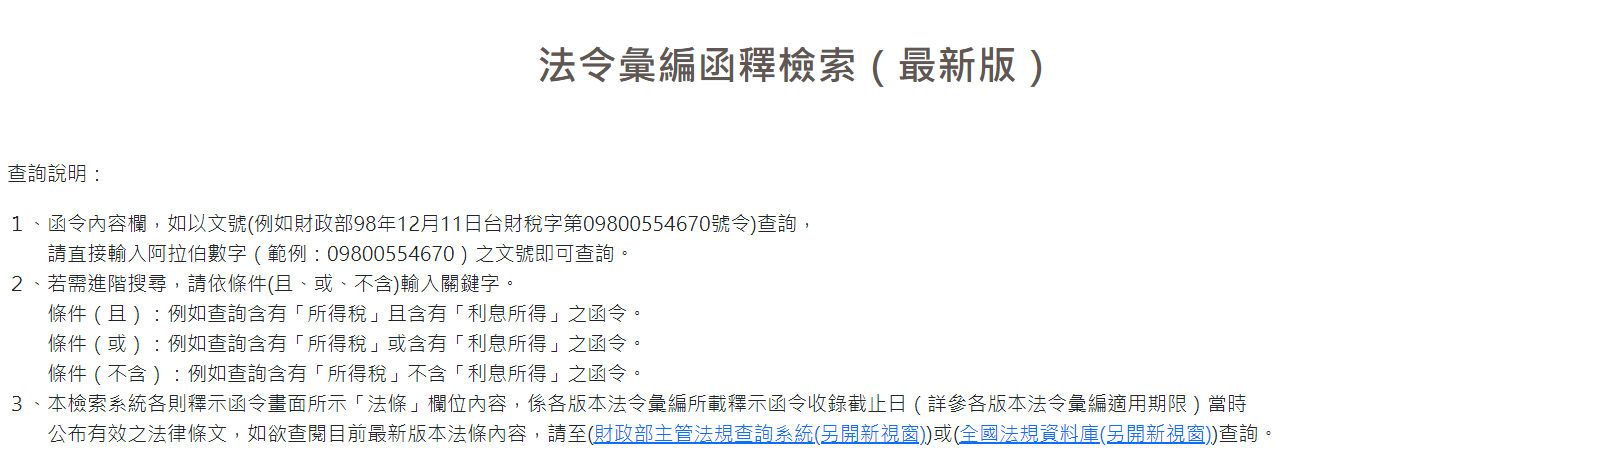 法令彙編函釋檢索（最新版）
查詢說明：
１、函令內容欄，如以文號(例如財政部98年12月11日台財稅字第09800554670號令)查詢，
請直接輸入阿拉伯數字（範例：09800554670）之文號即可查詢。
２、若需進階搜尋，請依條件(且、或、不含)輸入關鍵字。
條件（且）：例如查詢含有「所得稅」且含有「利息所得」之函令。
條件（或）：例如查詢含有「所得稅」或含有「利息所得」之函令。
條件（不含）：例如查詢含有「所得稅」不含「利息所得」之函令。
３、本檢索系統各則釋示函令畫面所示「法條」欄位內容，係各版本法令彙編所載釋示函令收錄截止日（詳參各版本法令彙編適用期限）當時
公布有效之法律條文，如欲查閱目前最新版本法條內容，請至(財政部主管法規查詢系統(另開新視窗))或(全國法規資料庫(另開新視窗))查詢。